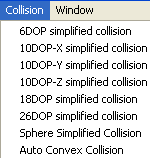 Collision Window
6DOP simplified collision
10DOP-X simplified collision
10DOP-Y simplified collision
10DOP-Z simplified collision
18DOP simplified collision
26DOP simplified collision
Sphere Simplified Collision
Auto Convex Collision